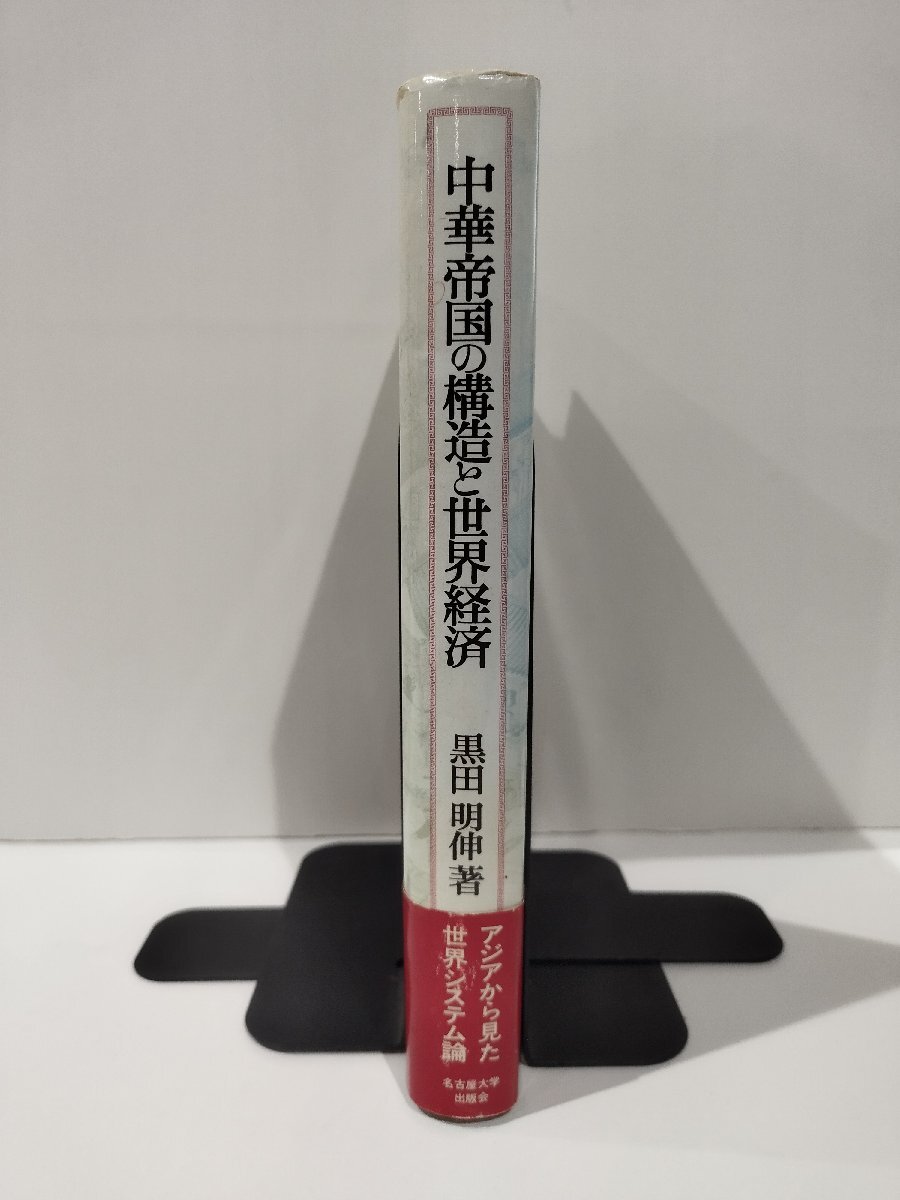 中華帝国の構造と世界経済
黒田 明伸 著
アジアから見た
世界システム論
名古屋大学
出版会